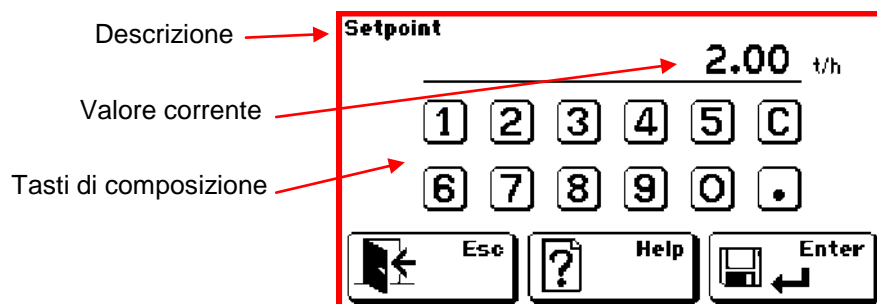 Descrizione
Setpoint
2.00 t/h
Valore corrente
1 2 3 4 5 C
Tasti di composizione
6 7 8 9 0 .
Esc ? Help Enter